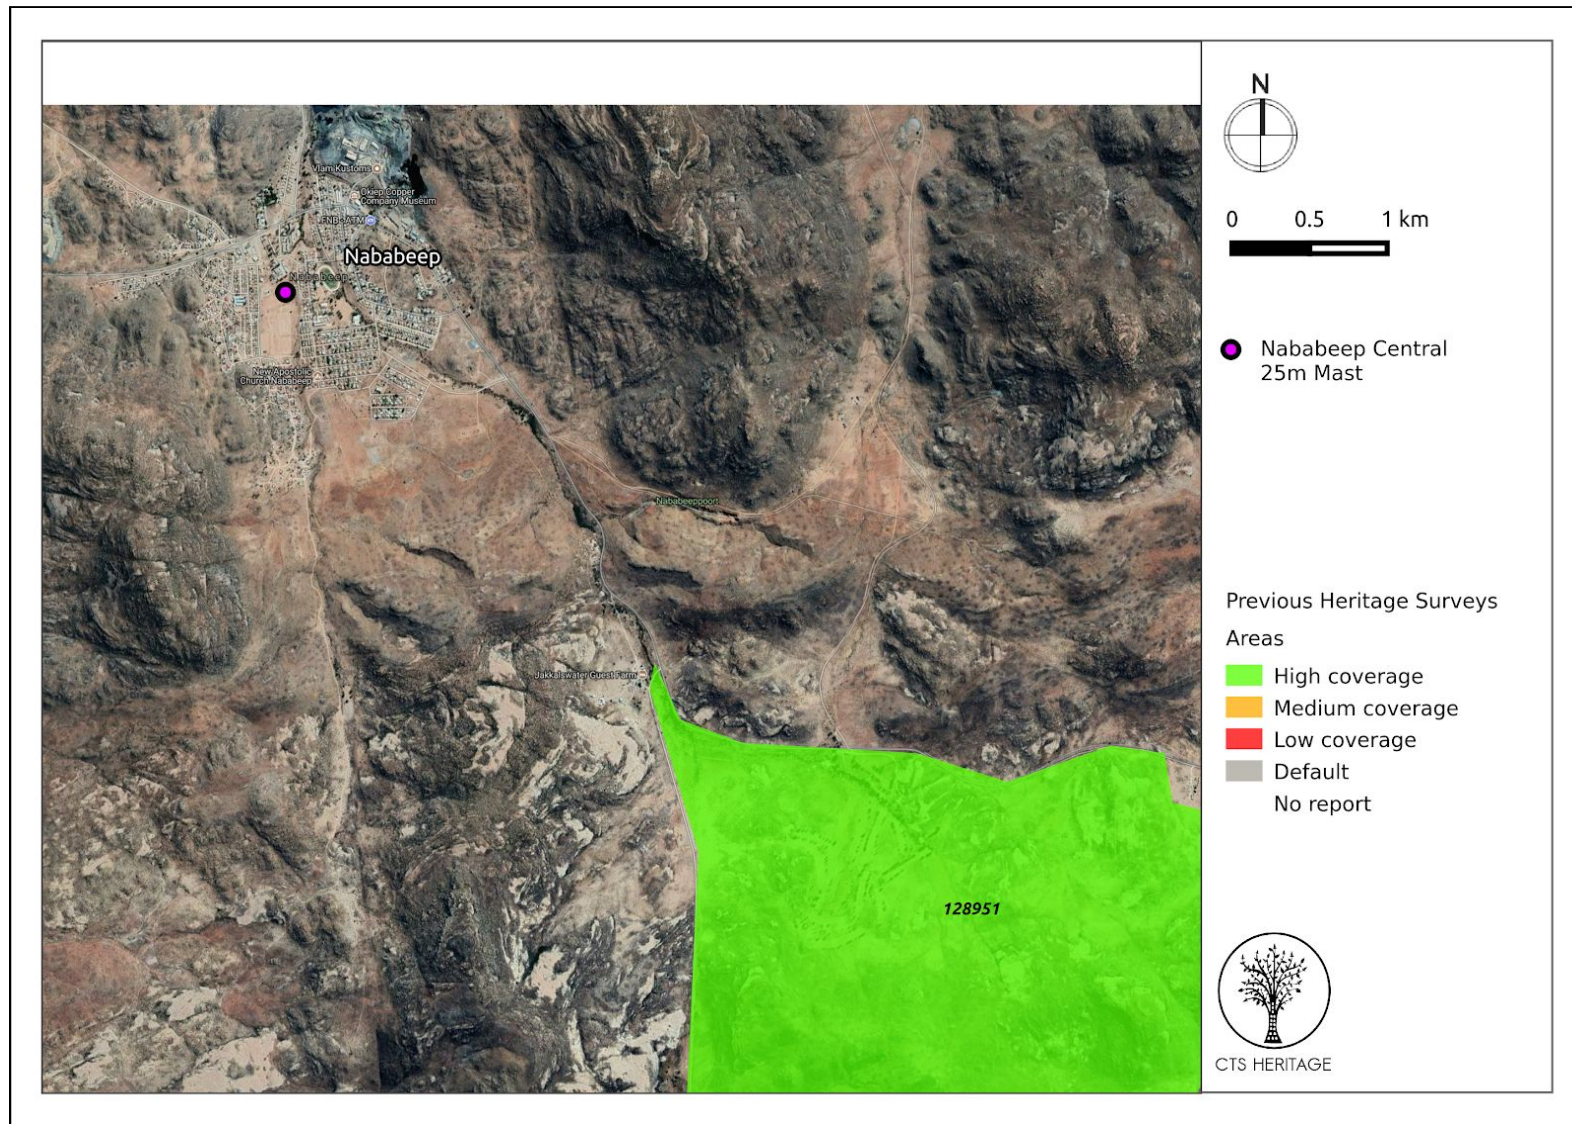 Vlam Kustoms
Okiep Copper
Company Museum
FNB - ATM
Nababeep
Nababeep
New Apostolic
Church Nababeep
Nababeeppoort
Jakkalswater Guest Farm
128951
N
0 0.5 1 km
Nababeep Central
25m Mast
Previous Heritage Surveys
Areas
High coverage
Medium coverage
Low coverage
Default
No report
CTS HERITAGE